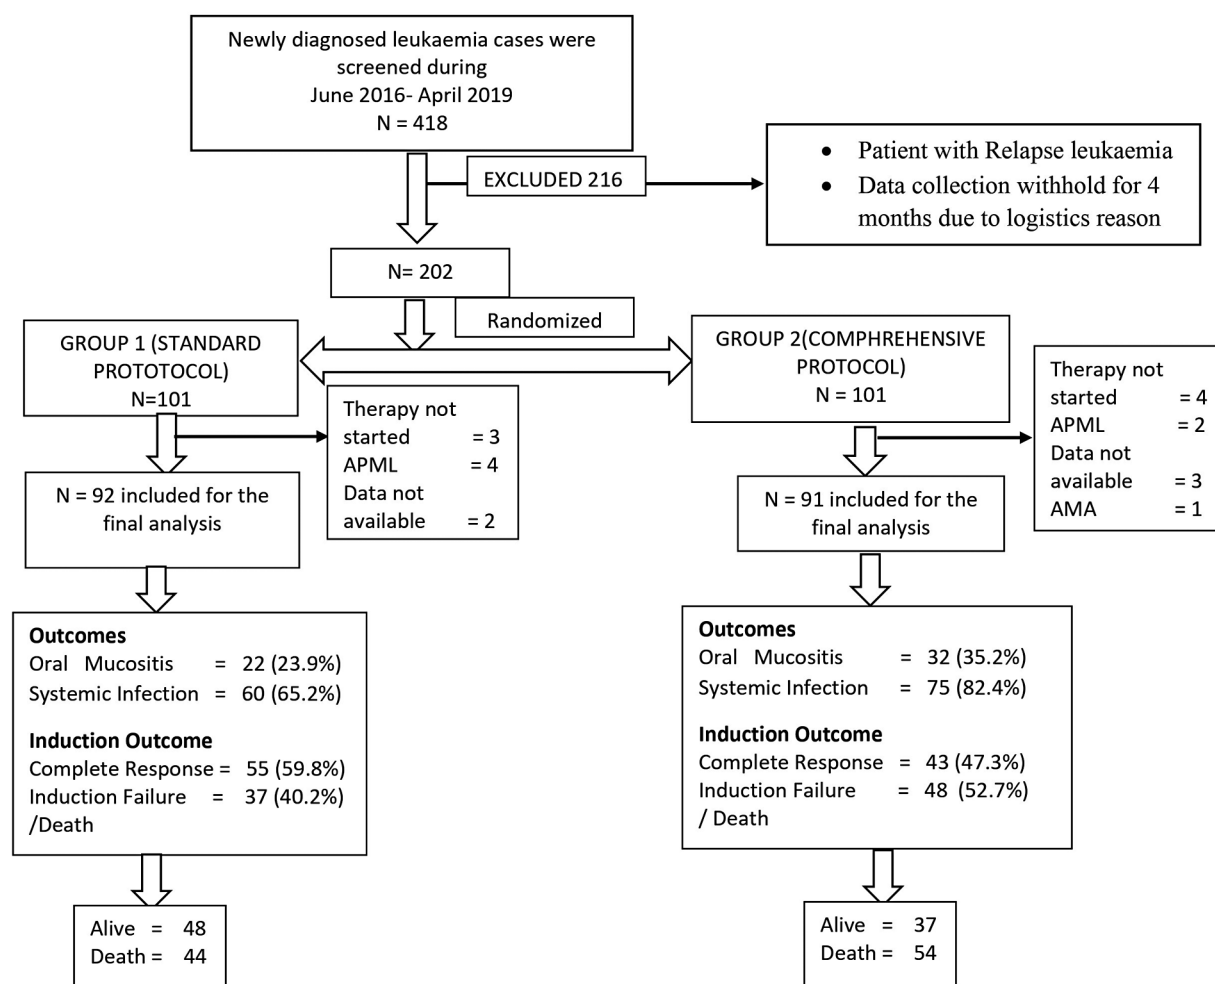 Newly diagnosed leukaemia cases were
screened during
June 2016- April 2019
N = 418
EXCLUDED 216
• Patient with Relapse leukaemia
• Data collection withhold for 4
months due to logistics reason
N= 202
Randomized
GROUP 1 (STANDARD
PROTOTOCOL)
N=101
GROUP 2(COMPHREHENSIVE
PROTOCOL)
N = 101
Therapy not
started = 3
APML = 4
Data not
available = 2
Therapy not
started = 4
APML = 2
Data not
available = 3
AMA = 1
N = 92 included for the
final analysis
N = 91 included for the
final analysis
Outcomes
Oral Mucositis = 22 (23.9%)
Systemic Infection = 60 (65.2%)
Induction Outcome
Complete Response = 55 (59.8%)
Induction Failure = 37 (40.2%)
/Death
Outcomes
Oral Mucositis = 32 (35.2%)
Systemic Infection = 75 (82.4%)
Induction Outcome
Complete Response = 43 (47.3%)
Induction Failure = 48 (52.7%)
/ Death
Alive = 48
Death = 44
Alive = 37
Death = 54